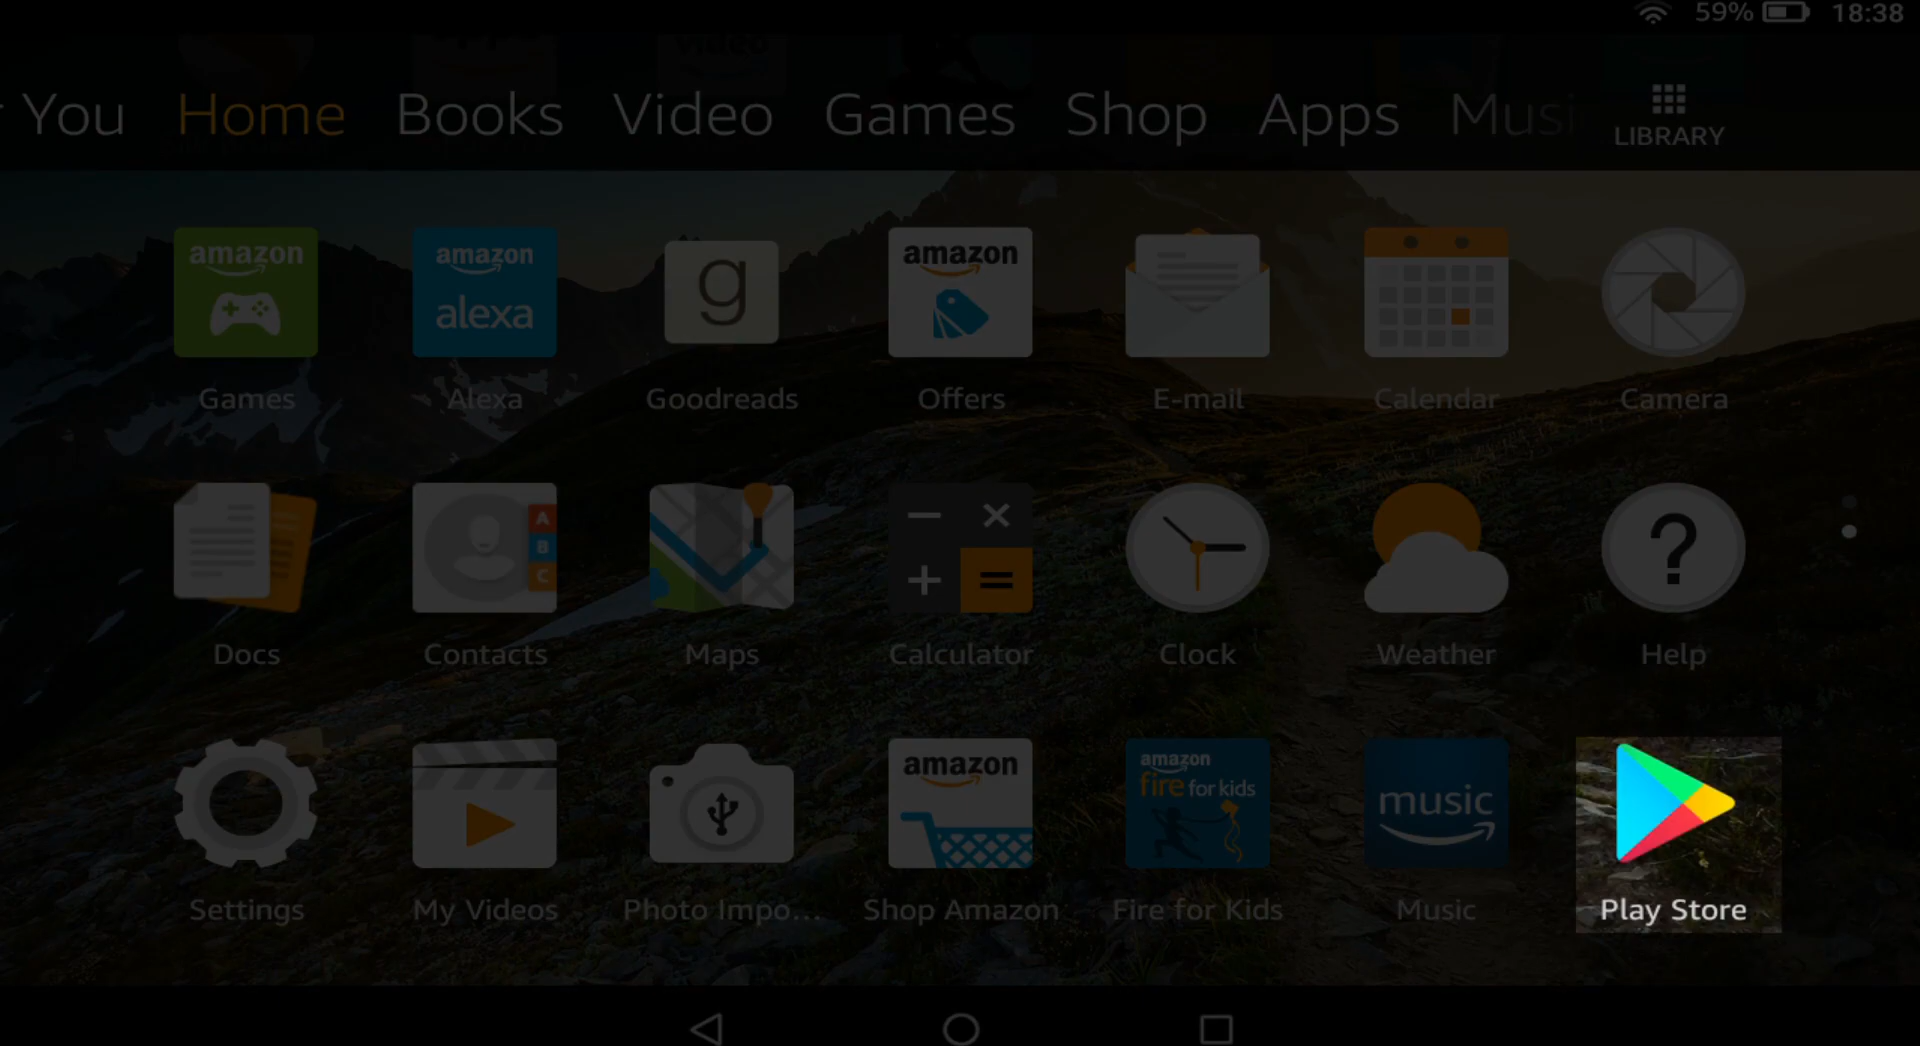 59% 18:38
You Home Books Video Games Shop Apps Musi
LIBRARY
amazon
amazon alexa
g
amazon
Games Alexa Goodreads Offers E-mail Calendar Camera
A
B
C
− ×
+ =
?
Docs Contacts Maps Calculator Clock Weather Help
amazon
amazon
fire for kids
music
Settings My Videos Photo Impo... Shop Amazon Fire for Kids Music Play Store